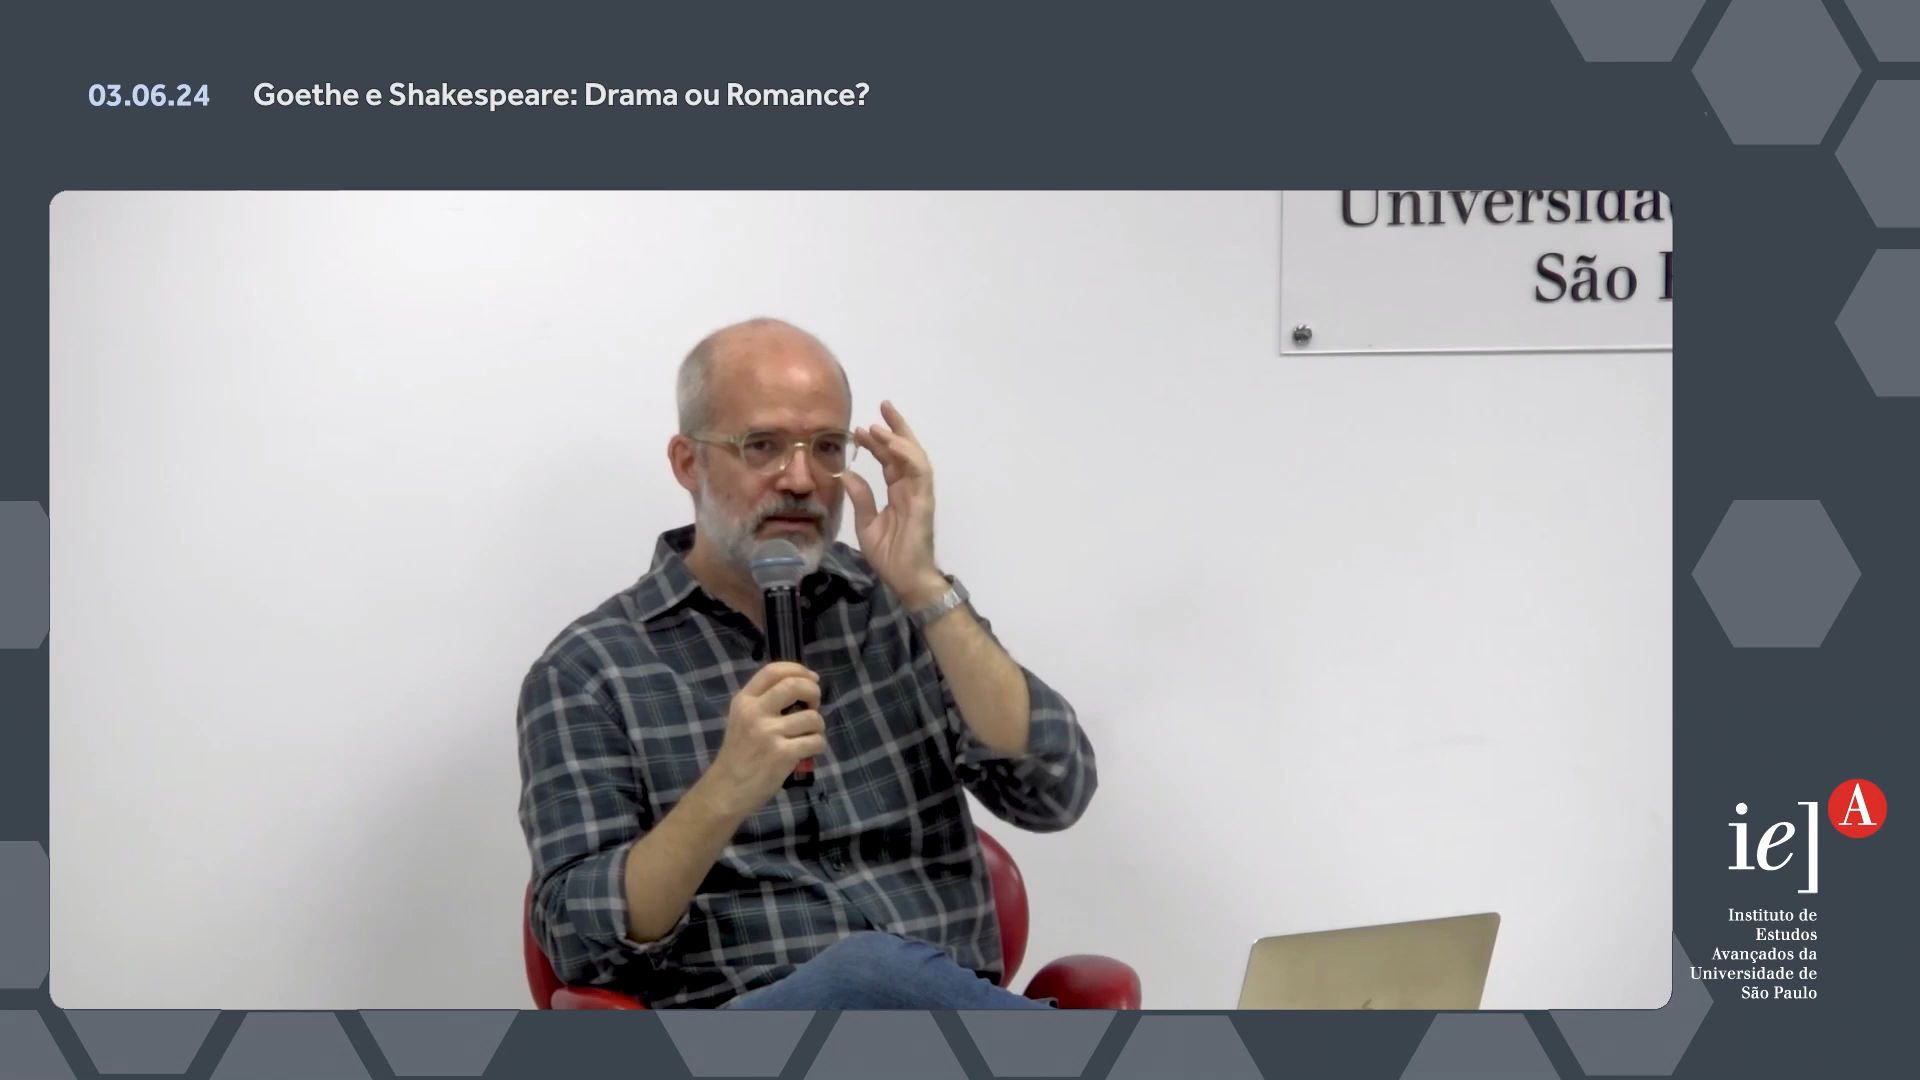 03.06.24 Goethe e Shakespeare: Drama ou Romance?
Universida
São
ie] A
Instituto de
Estudos
Avançados da
Universidade de
São Paulo